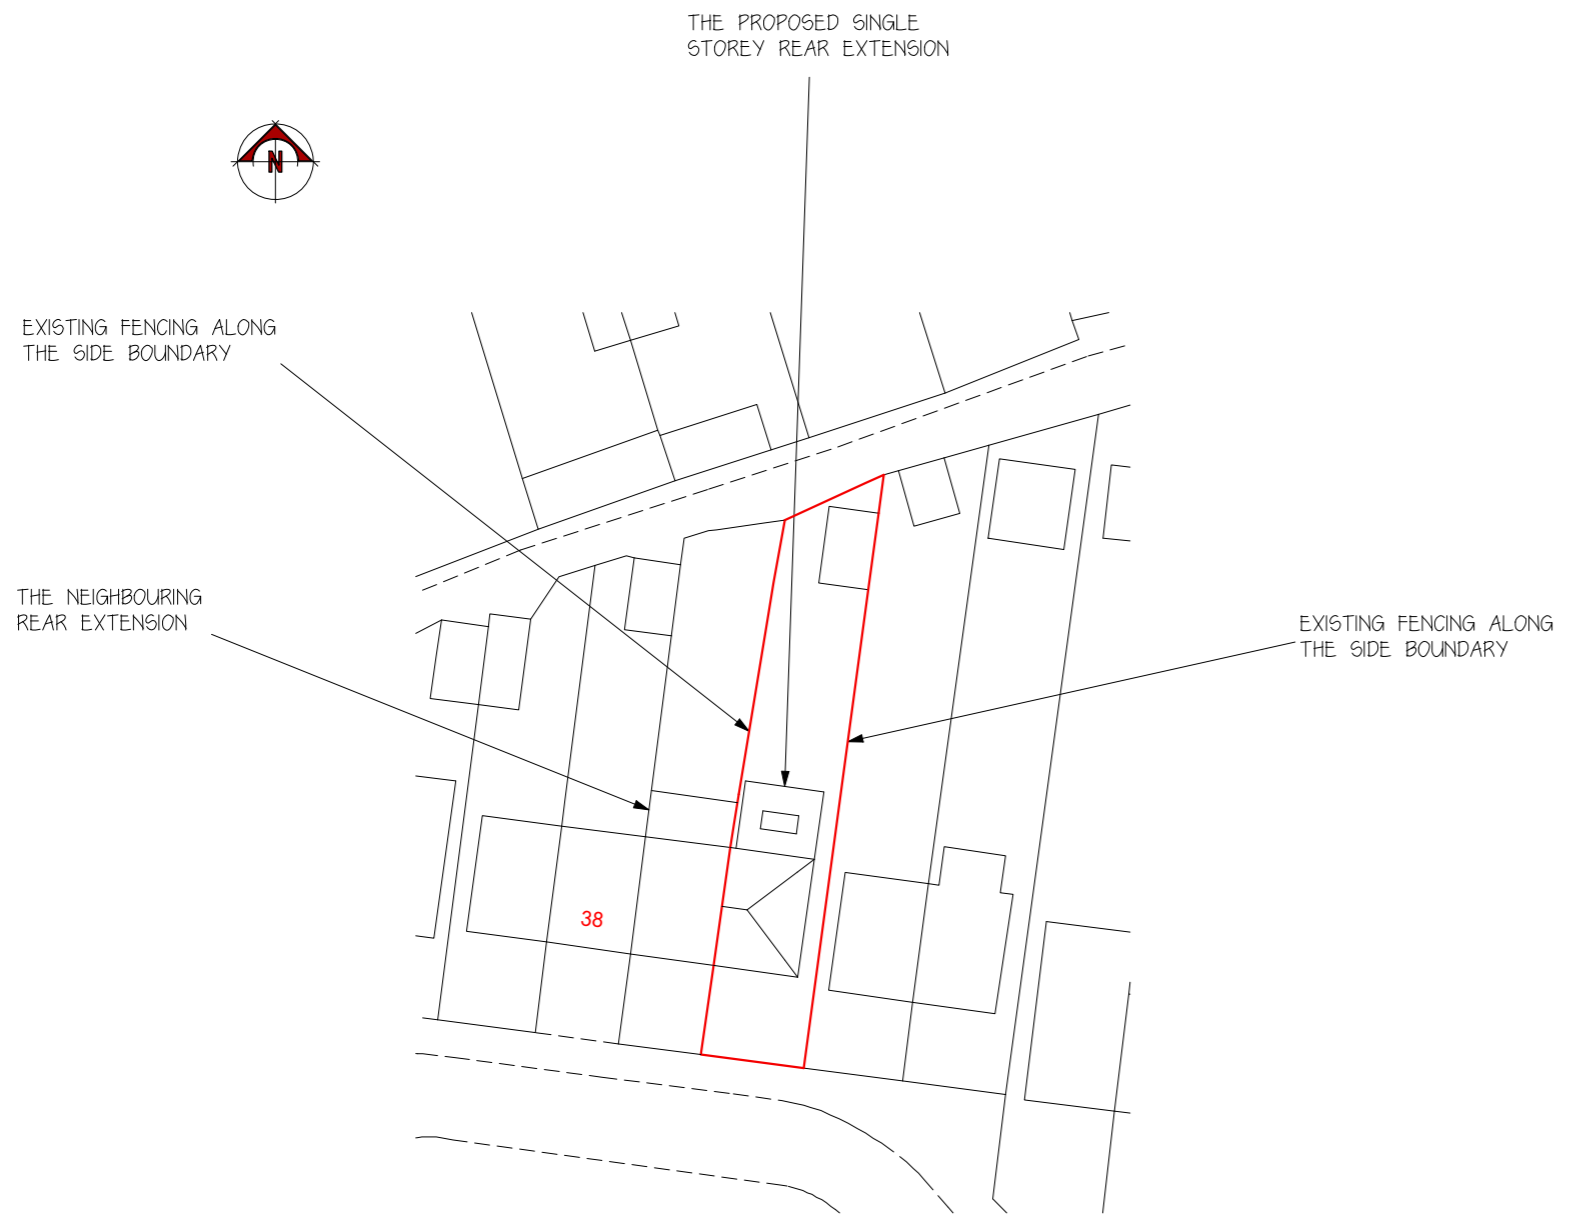 THE PROPOSED SINGLE
STOREY REAR EXTENSION
N
EXISTING FENCING ALONG
THE SIDE BOUNDARY
THE NEIGHBOURING
REAR EXTENSION
EXISTING FENCING ALONG
THE SIDE BOUNDARY
38